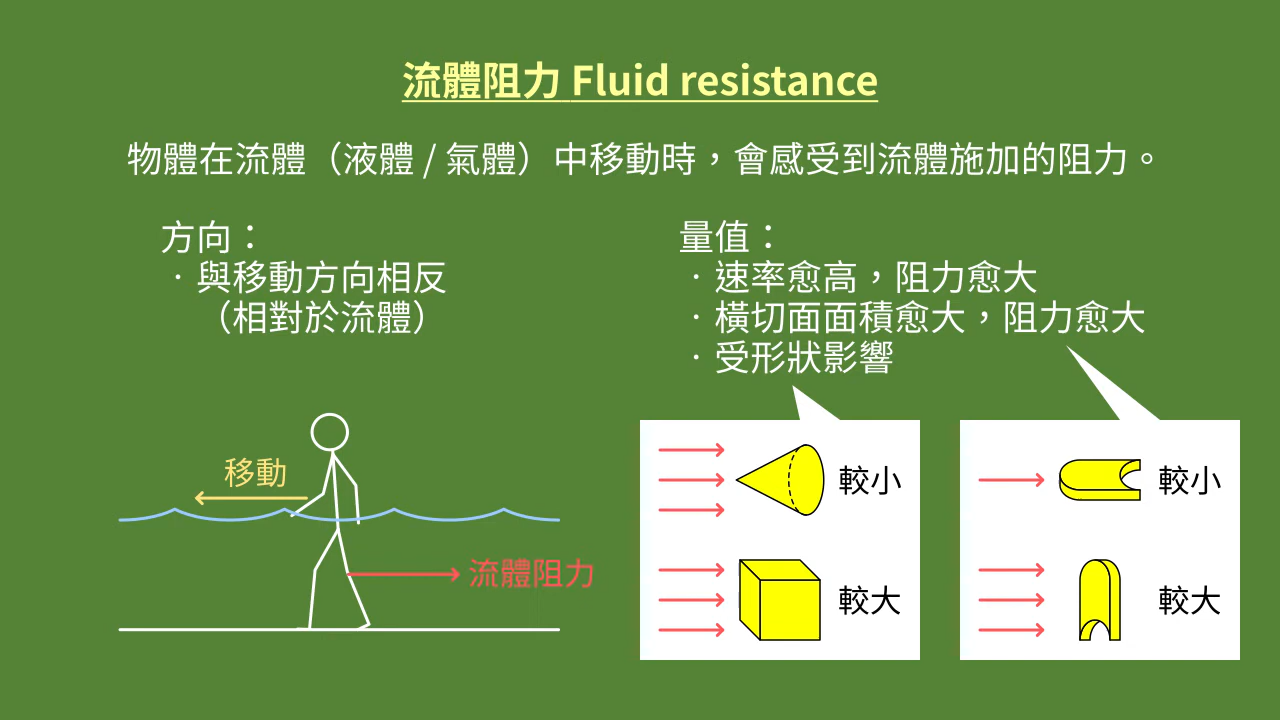 流體阻力 Fluid resistance
物體在流體（液體 / 氣體）中移動時，會感受到流體施加的阻力。
方向：
· 與移動方向相反
（相對於流體）
量值：
· 速率愈高，阻力愈大
· 橫切面面積愈大，阻力愈大
· 受形狀影響
移動
流體阻力
較小
較大
較小
較大